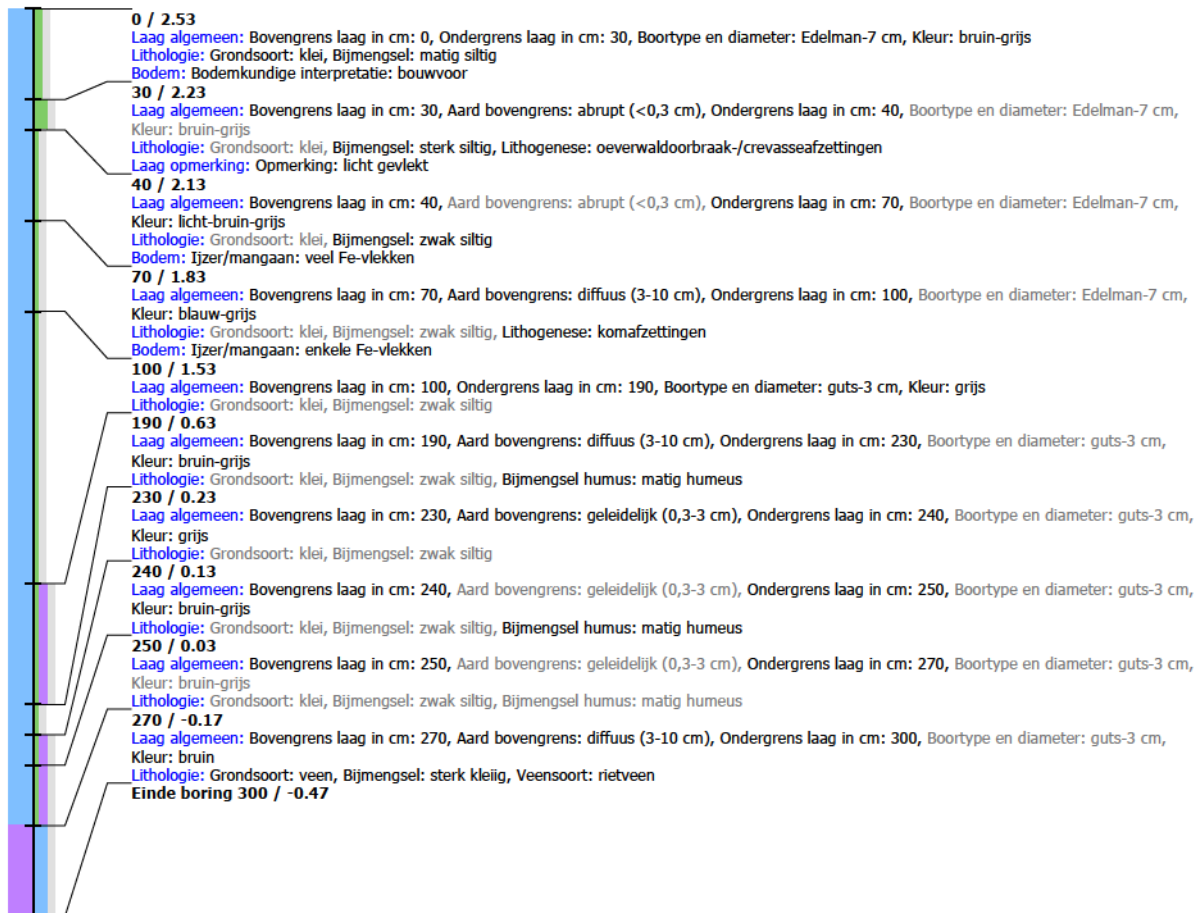 0 / 2.53
Laag algemeen: Bovengrens laag in cm: 0, Ondergrens laag in cm: 30, Boortype en diameter: Edelman-7 cm, Kleur: bruin-grijs
Lithologie: Grondsoort: klei, Bijmengsel: matig siltig
Bodem: Bodemkundige interpretatie: bouwvoor
30 / 2.23
Laag algemeen: Bovengrens laag in cm: 30, Aard bovengrens: abrupt (<0,3 cm), Ondergrens laag in cm: 40, Boortype en diameter: Edelman-7 cm,
Kleur: bruin-grijs
Lithologie: Grondsoort: klei, Bijmengsel: sterk siltig, Lithogenese: oeverwaldoorbraak-/crevasseafzettingen
Laag opmerking: Opmerking: licht gevlekt
40 / 2.13
Laag algemeen: Bovengrens laag in cm: 40, Aard bovengrens: abrupt (<0,3 cm), Ondergrens laag in cm: 70, Boortype en diameter: Edelman-7 cm,
Kleur: licht-bruin-grijs
Lithologie: Grondsoort: klei, Bijmengsel: zwak siltig
Bodem: Ijzer/mangaan: veel Fe-vlekken
70 / 1.83
Laag algemeen: Bovengrens laag in cm: 70, Aard bovengrens: diffuus (3-10 cm), Ondergrens laag in cm: 100, Boortype en diameter: Edelman-7 cm,
Kleur: blauw-grijs
Lithologie: Grondsoort: klei, Bijmengsel: zwak siltig, Lithogenese: komafzettingen
Bodem: Ijzer/mangaan: enkele Fe-vlekken
100 / 1.53
Laag algemeen: Bovengrens laag in cm: 100, Ondergrens laag in cm: 190, Boortype en diameter: guts-3 cm, Kleur: grijs
Lithologie: Grondsoort: klei, Bijmengsel: zwak siltig
190 / 0.63
Laag algemeen: Bovengrens laag in cm: 190, Aard bovengrens: diffuus (3-10 cm), Ondergrens laag in cm: 230, Boortype en diameter: guts-3 cm,
Kleur: bruin-grijs
Lithologie: Grondsoort: klei, Bijmengsel: zwak siltig, Bijmengsel humus: matig humeus
230 / 0.23
Laag algemeen: Bovengrens laag in cm: 230, Aard bovengrens: geleidelijk (0,3-3 cm), Ondergrens laag in cm: 240, Boortype en diameter: guts-3 cm,
Kleur: grijs
Lithologie: Grondsoort: klei, Bijmengsel: zwak siltig
240 / 0.13
Laag algemeen: Bovengrens laag in cm: 240, Aard bovengrens: geleidelijk (0,3-3 cm), Ondergrens laag in cm: 250, Boortype en diameter: guts-3 cm,
Kleur: bruin-grijs
Lithologie: Grondsoort: klei, Bijmengsel: zwak siltig, Bijmengsel humus: matig humeus
250 / 0.03
Laag algemeen: Bovengrens laag in cm: 250, Aard bovengrens: geleidelijk (0,3-3 cm), Ondergrens laag in cm: 270, Boortype en diameter: guts-3 cm,
Kleur: bruin-grijs
Lithologie: Grondsoort: klei, Bijmengsel: zwak siltig, Bijmengsel humus: matig humeus
270 / -0.17
Laag algemeen: Bovengrens laag in cm: 270, Aard bovengrens: diffuus (3-10 cm), Ondergrens laag in cm: 300, Boortype en diameter: guts-3 cm,
Kleur: bruin
Lithologie: Grondsoort: veen, Bijmengsel: sterk kleiig, Veensoort: rietveen
Einde boring 300 / -0.47